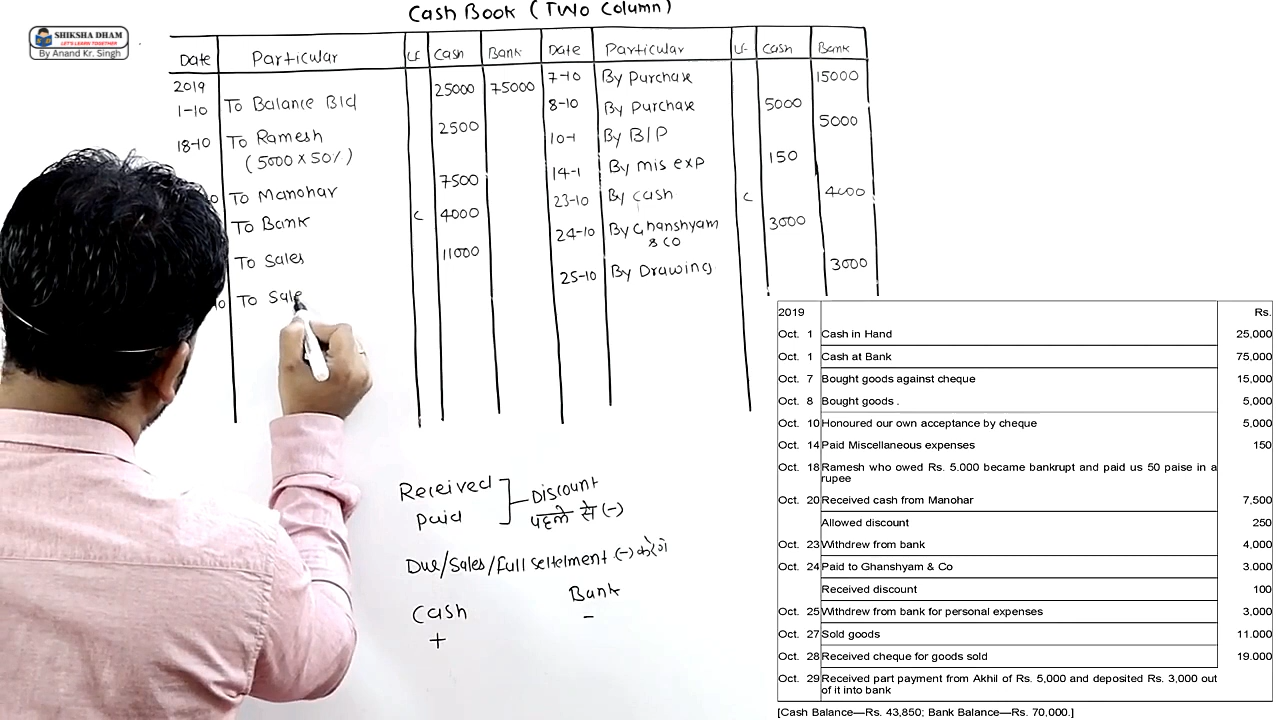 SHIKSHA DHAM
LET'S LEARN TOGETHER
By Anand Kr. Singh
Cash Book (Two Column)
Date Particular LF Cash Bank Date Particular LF Cash Bank
2019 25000 75000 7-10 By Purchase 15000
1-10 To Balance B/d 8-10 By Purchase 5000
18-10 To Ramesh 2500 10-1 By B/P 5000
(5000 X 50%) 14-1 By mis exp 150
To Manohar 7500 23-10 By Cash C 4000
To Bank C 4000 24-10 By Ghanshyam 3000
& CO
To Sales 11000 25-10 By Drawing 3000
To Sale
Received
Paid
Discount
पहले से (-)
Due/Sales/full settelment (-) करेंगे
Cash Bank
+ -
2019 Rs.
Oct. 1 Cash in Hand 25,000
Oct. 1 Cash at Bank 75,000
Oct. 7 Bought goods against cheque 15,000
Oct. 8 Bought goods . 5,000
Oct. 10 Honoured our own acceptance by cheque 5,000
Oct. 14 Paid Miscellaneous expenses 150
Oct. 18 Ramesh who owed Rs. 5.000 became bankrupt and paid us 50 paise in a
rupee
Oct. 20 Received cash from Manohar 7,500
Allowed discount 250
Oct. 23 Withdrew from bank 4,000
Oct. 24 Paid to Ghanshyam & Co 3.000
Received discount 100
Oct. 25 Withdrew from bank for personal expenses 3,000
Oct. 27 Sold goods 11.000
Oct. 28 Received cheque for goods sold 19.000
Oct. 29 Received part payment from Akhil of Rs. 5,000 and deposited Rs. 3,000 out
of it into bank
[Cash Balance—Rs. 43,850; Bank Balance—Rs. 70,000.]